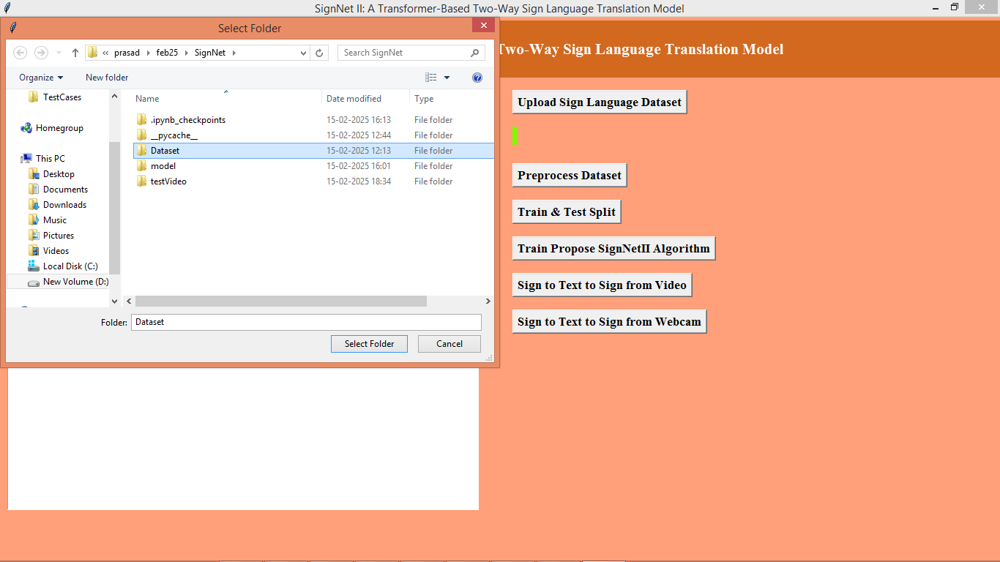 SignNet II: A Transformer-Based Two-Way Sign Language Translation Model
Select Folder
Two-Way Sign Language Translation Model
« prasad feb25 SignNet
Search SignNet
Organize New folder
TestCases
Homegroup
This PC
Desktop
Documents
Downloads
Music
Pictures
Videos
Local Disk (C:)
New Volume (D:)
Name Date modified Type
.ipynb_checkpoints 15-02-2025 16:13 File folder
__pycache__ 15-02-2025 12:44 File folder
Dataset 15-02-2025 12:13 File folder
model 15-02-2025 16:01 File folder
testVideo 15-02-2025 18:34 File folder
Folder: Dataset
Select Folder Cancel
Upload Sign Language Dataset
Preprocess Dataset
Train & Test Split
Train Propose SignNetII Algorithm
Sign to Text to Sign from Video
Sign to Text to Sign from Webcam